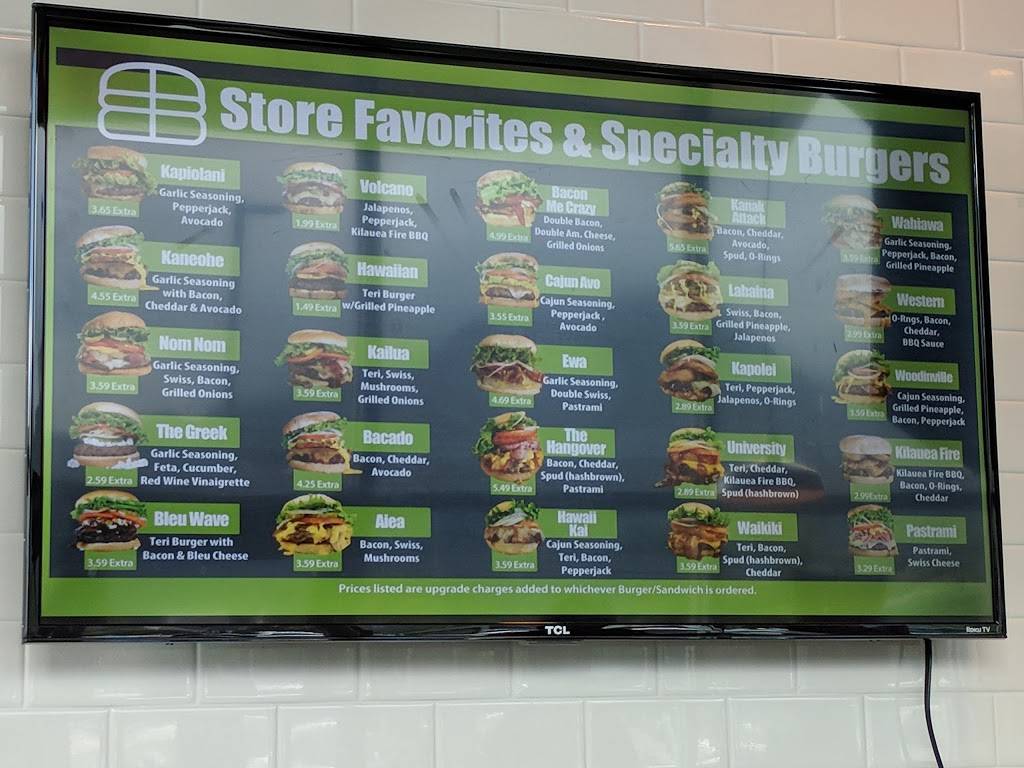 Store Favorites & Specialty Burgers
Kapiolani
Garlic Seasoning,
Pepperjack,
Avocado
3.65 Extra
Kaneohe
Garlic Seasoning
with Bacon,
Cheddar & Avocado
4.55 Extra
Nom Nom
Garlic Seasoning,
Swiss, Bacon,
Grilled Onions
3.59 Extra
The Greek
Garlic Seasoning,
Feta, Cucumber,
Red Wine Vinaigrette
2.59 Extra
Bleu Wave
Teri Burger with
Bacon & Bleu Cheese
3.59 Extra
Volcano
Jalapenos,
Pepperjack,
Kilauea Fire BBQ
1.99 Extra
Hawaiian
Teri Burger
w/Grilled Pineapple
1.49 Extra
Kailua
Teri, Swiss,
Mushrooms,
Grilled Onions
3.59 Extra
Bacado
Bacon, Cheddar,
Avocado
4.25 Extra
Aiea
Bacon, Swiss,
Mushrooms
3.59 Extra
Bacon
Me Crazy
Double Bacon,
Double Am. Cheese,
Grilled Onions
4.99 Extra
Cajun Avo
Cajun Seasoning,
Pepperjack ,
Avocado
3.55 Extra
Ewa
Garlic Seasoning,
Double Swiss,
Pastrami
4.69 Extra
The
Hangover
Bacon, Cheddar,
Spud (hashbrown),
Pastrami
5.49 Extra
Hawaii
Kai
Cajun Seasoning,
Teri, Bacon,
Pepperjack
3.59 Extra
Kanak
Attack
Bacon, Cheddar,
Avocado,
Spud, O-Rings
5.65 Extra
Lahaina
Swiss, Bacon,
Grilled Pineapple,
Jalapenos
3.59 Extra
Kapolei
Teri, Pepperjack,
Jalapenos, O-Rings
2.89 Extra
University
Teri, Cheddar,
Kilauea Fire BBQ,
Spud (hashbrown)
2.89 Extra
Waikiki
Teri, Bacon,
Spud (hashbrown),
Cheddar
3.59 Extra
Wahiawa
Garlic Seasoning,
Pepperjack, Bacon,
Grilled Pineapple
3.59 Extra
Western
O-Rngs, Bacon,
Cheddar,
BBQ Sauce
2.99 Extra
Woodinville
Cajun Seasoning,
Grilled Pineapple,
Bacon, Pepperjack
3.59 Extra
Kilauea Fire
Kilauea Fire BBQ,
Bacon, O-Rings,
Cheddar
2.99Extra
Pastrami
Pastrami,
Swiss Cheese
3.29 Extra
Prices listed are upgrade charges added to whichever Burger/Sandwich is ordered.
TCL
Roku TV